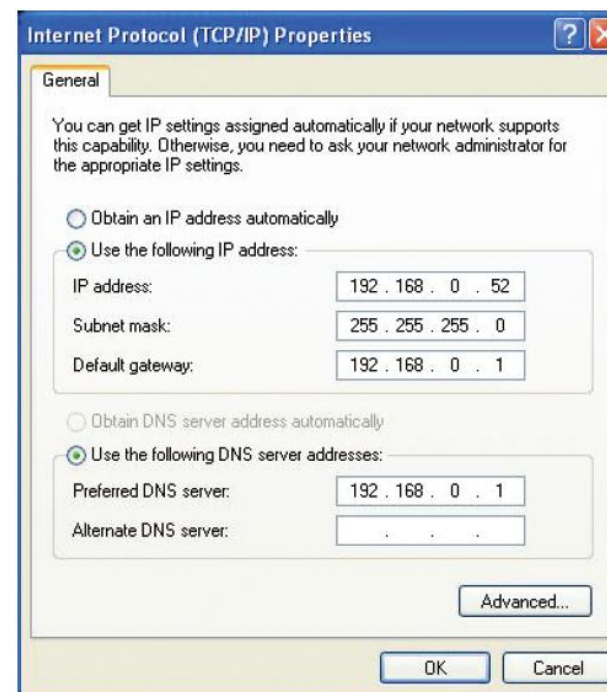 Internet Protocol (TCP/IP) Properties
General
You can get IP settings assigned automatically if your network supports
this capability. Otherwise, you need to ask your network administrator for
the appropriate IP settings.
Obtain an IP address automatically
Use the following IP address:
IP address: 192 . 168 . 0 . 52
Subnet mask: 255 . 255 . 255 . 0
Default gateway: 192 . 168 . 0 . 1
Obtain DNS server address automatically
Use the following DNS server addresses:
Preferred DNS server: 192 . 168 . 0 . 1
Alternate DNS server: . . .
Advanced...
OK Cancel